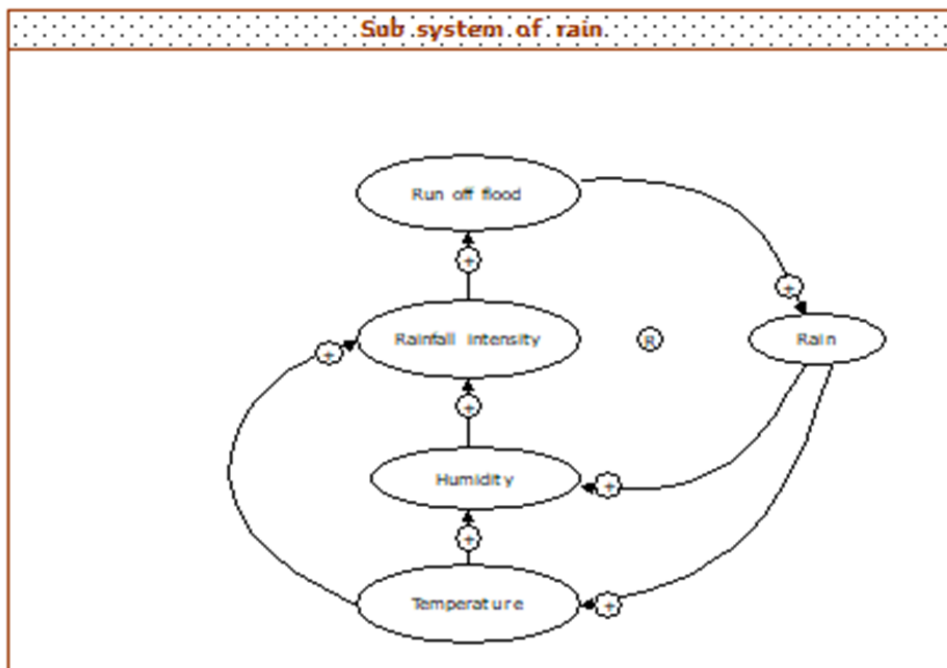 Sub system of rain
Run off flood
+
+
Rainfall intensity
R
Rain
+
+
Humidity
+
+
Temperature
+